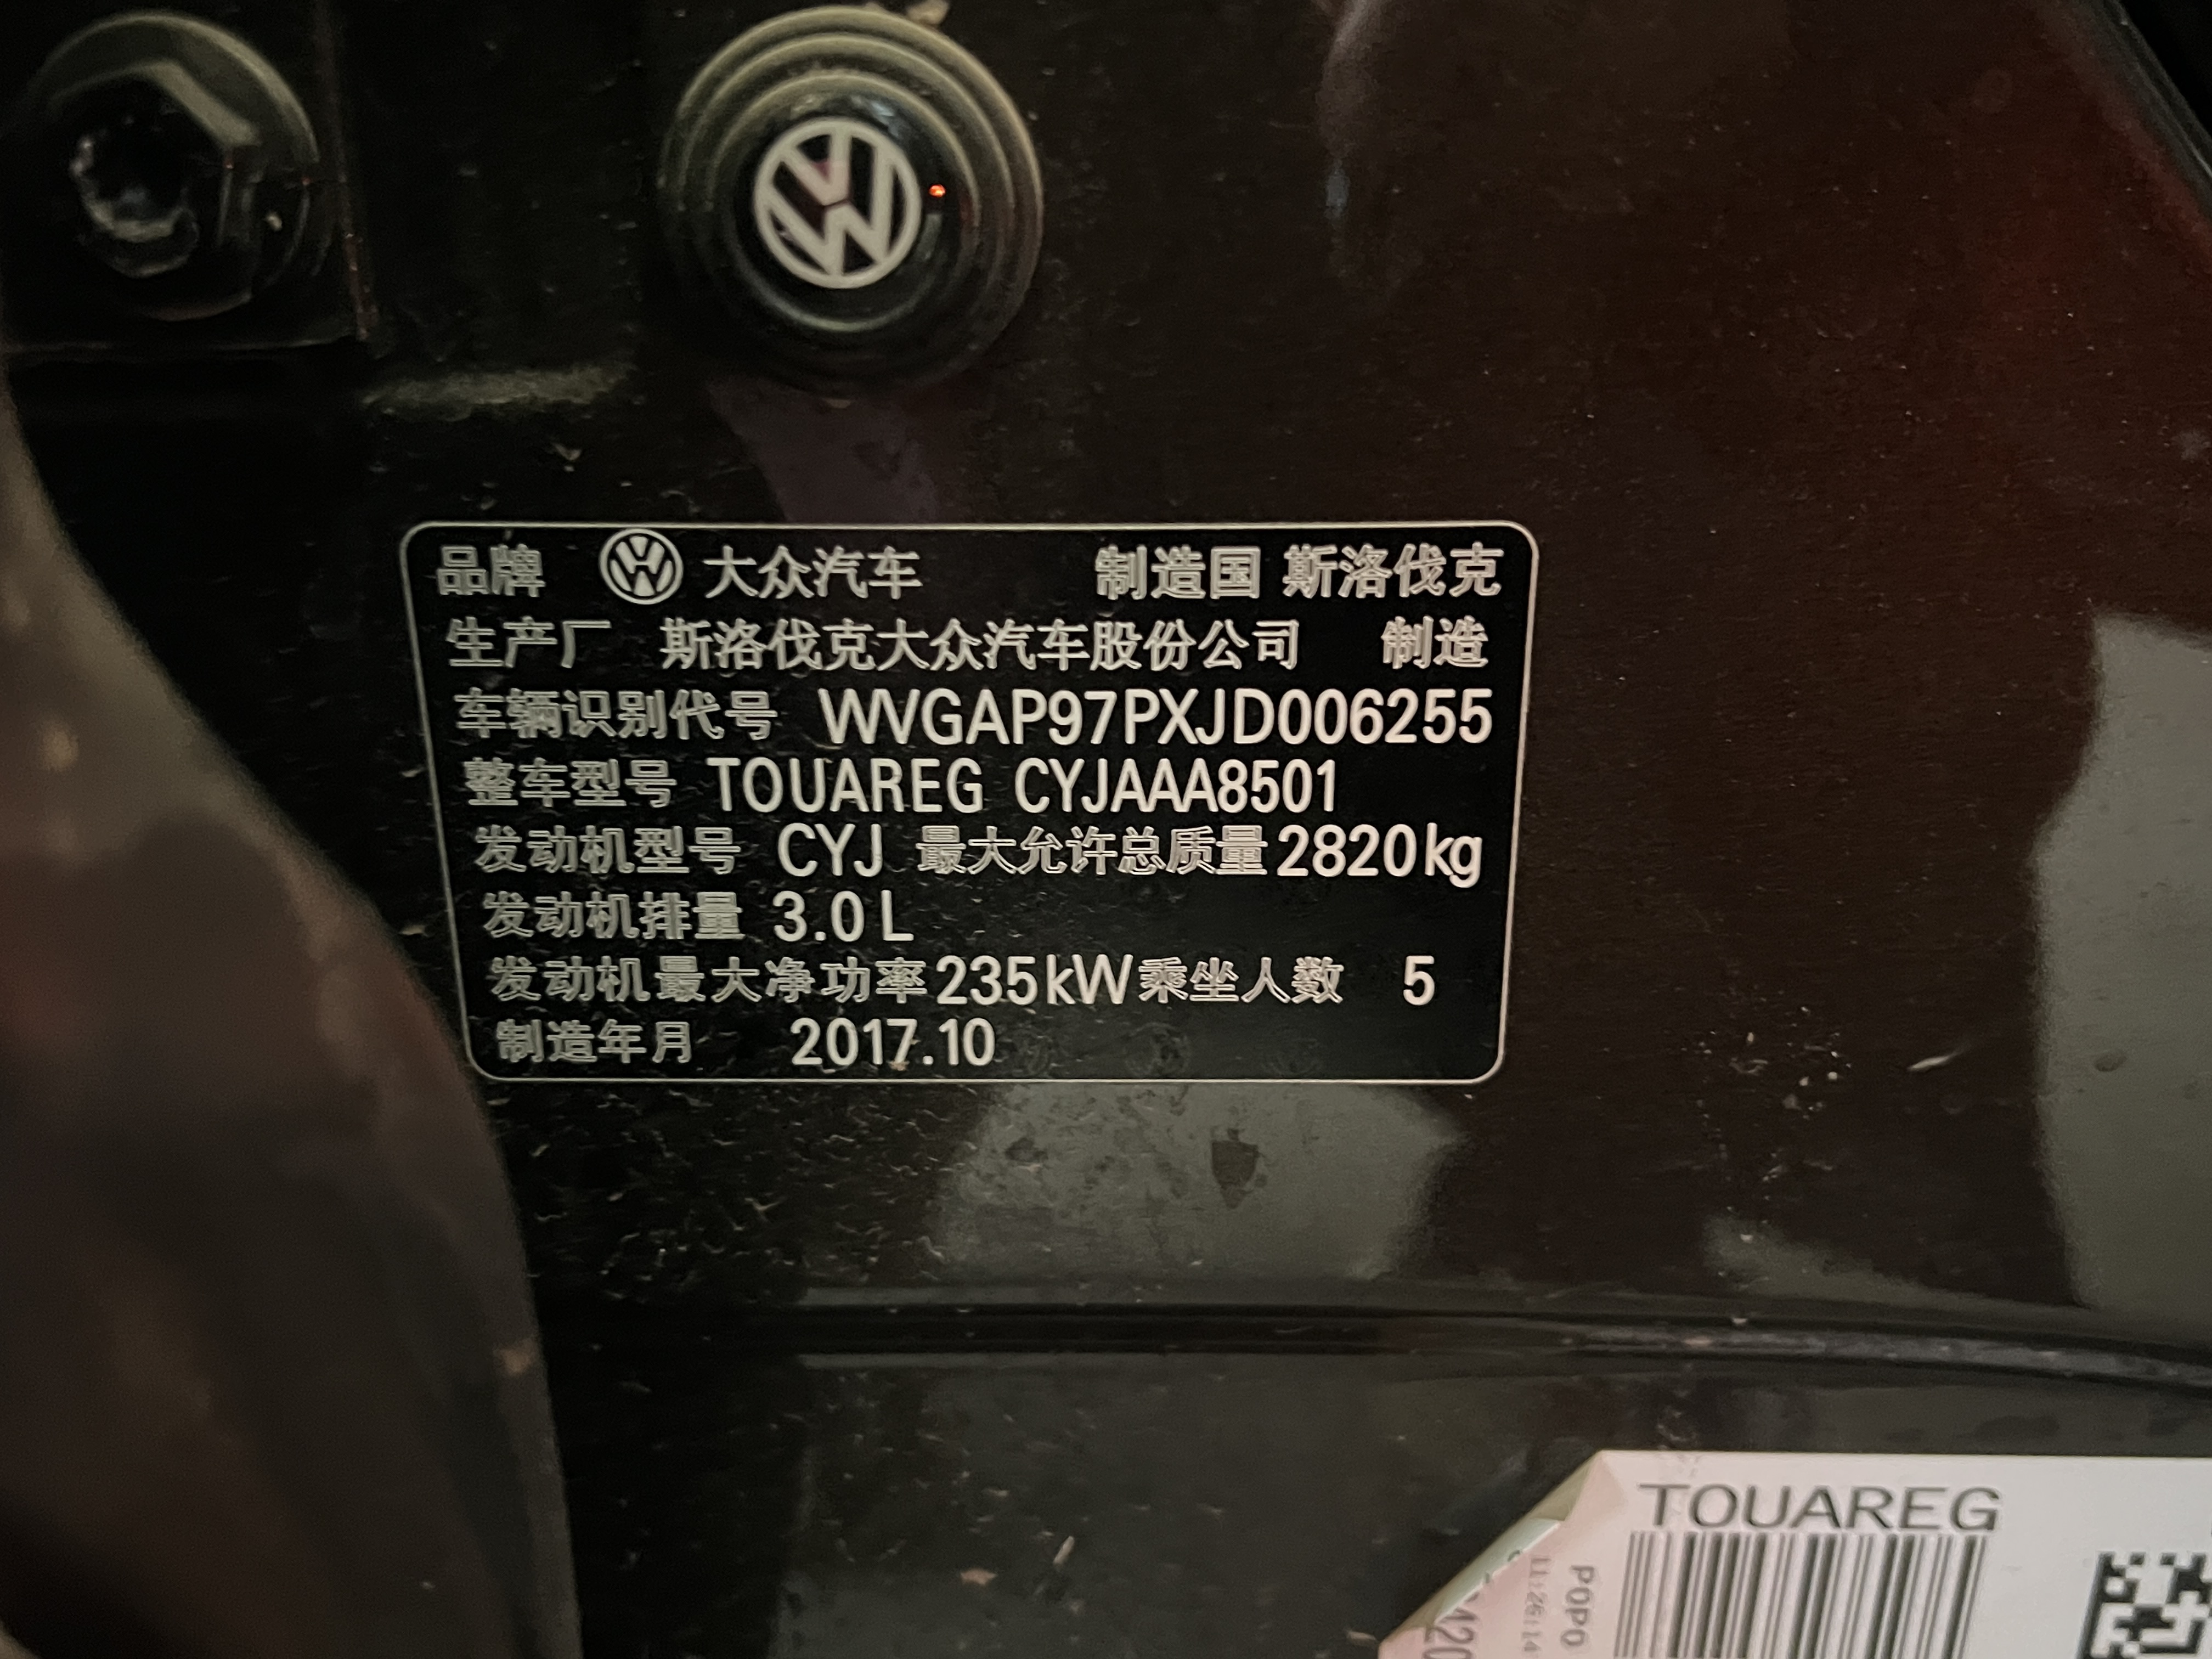 品牌 大众汽车 制造国 斯洛伐克
生产厂 斯洛伐克大众汽车股份公司 制造
车辆识别代号 WVGAP97PXJD006255
整车型号 TOUAREG CYJAAA8501
发动机型号 CYJ 最大允许总质量 2820kg
发动机排量 3.0L
发动机最大净功率 235kW 乘坐人数 5
制造年月 2017.10
TOUAREG
P0P0
11:26:14